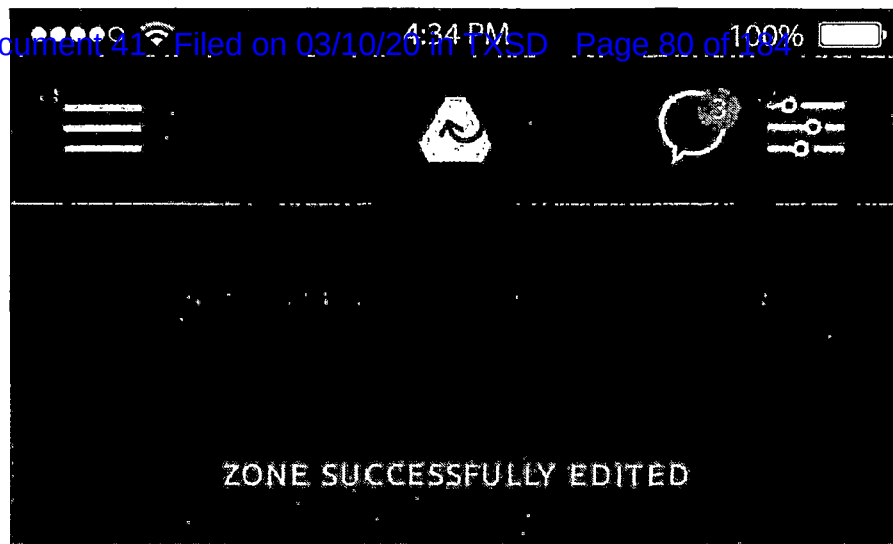 4:34 PM 100%
cument 41 Filed on 03/10/20 in TXSD Page 80 of 184
3
ZONE SUCCESSFULLY EDITED